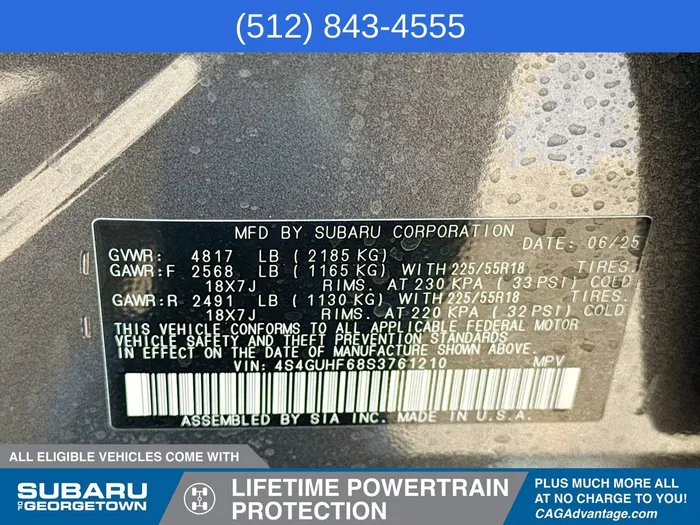 (512) 843-4555
MFD BY SUBARU CORPORATION
DATE: 06/25
GVWR: 4817 LB ( 2185 KG)
GAWR:F 2568 LB ( 1165 KG) WITH 225/55R18 TIRES.
18X7J RIMS. AT 230 KPA ( 33 PSI) COLD
GAWR:R 2491 LB ( 1130 KG) WITH 225/55R18 TIRES.
18X7J RIMS. AT 220 KPA ( 32 PSI) COLD
THIS VEHICLE CONFORMS TO ALL APPLICABLE FEDERAL MOTOR
VEHICLE SAFETY AND THEFT PREVENTION STANDARDS
IN EFFECT ON THE DATE OF MANUFACTURE SHOWN ABOVE.
VIN: 4S4GUHF68S3761210 MPV
ASSEMBLED BY SIA INC. MADE IN U.S.A.
ALL ELIGIBLE VEHICLES COME WITH
SUBARU
OF GEORGETOWN
LIFETIME POWERTRAIN
PROTECTION
PLUS MUCH MORE ALL
AT NO CHARGE TO YOU!
CAGAdvantage.com